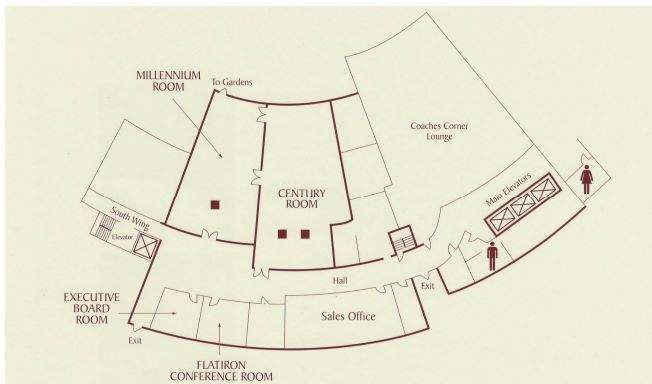 MILLENNIUM
ROOM
To Gardens
Coaches Corner
Lounge
CENTURY
ROOM
Main Elevators
South Wing
Elevator
Hall
Exit
EXECUTIVE
BOARD
ROOM
Sales Office
Exit
FLATIRON
CONFERENCE ROOM